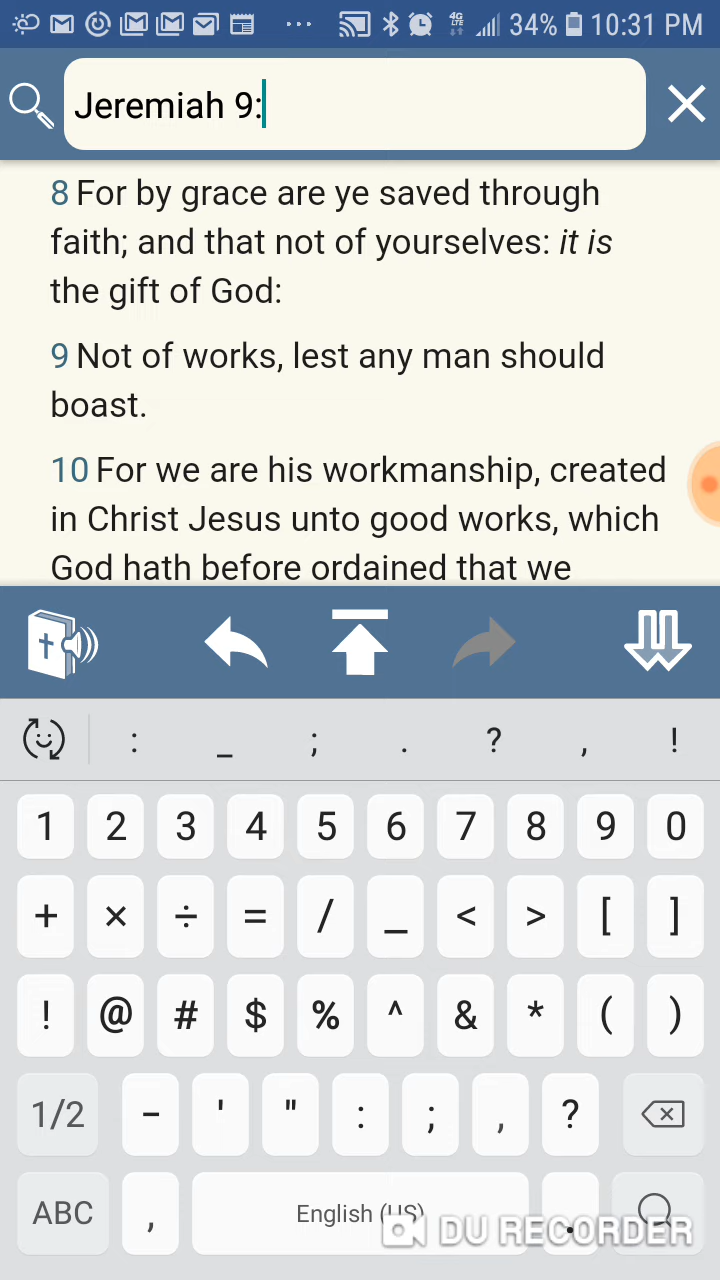 4G 34% 10:31 PM
Jeremiah 9:
8 For by grace are ye saved through
faith; and that not of yourselves: it is
the gift of God:
9 Not of works, lest any man should
boast.
10 For we are his workmanship, created
in Christ Jesus unto good works, which
God hath before ordained that we
: _ ; . ? , !
1 2 3 4 5 6 7 8 9 0
+ × ÷ = / _ < > [ ]
! @ # $ % ^ & * ( )
1/2 - ' " : ; , ?
ABC , English (US) .
DU RECORDER